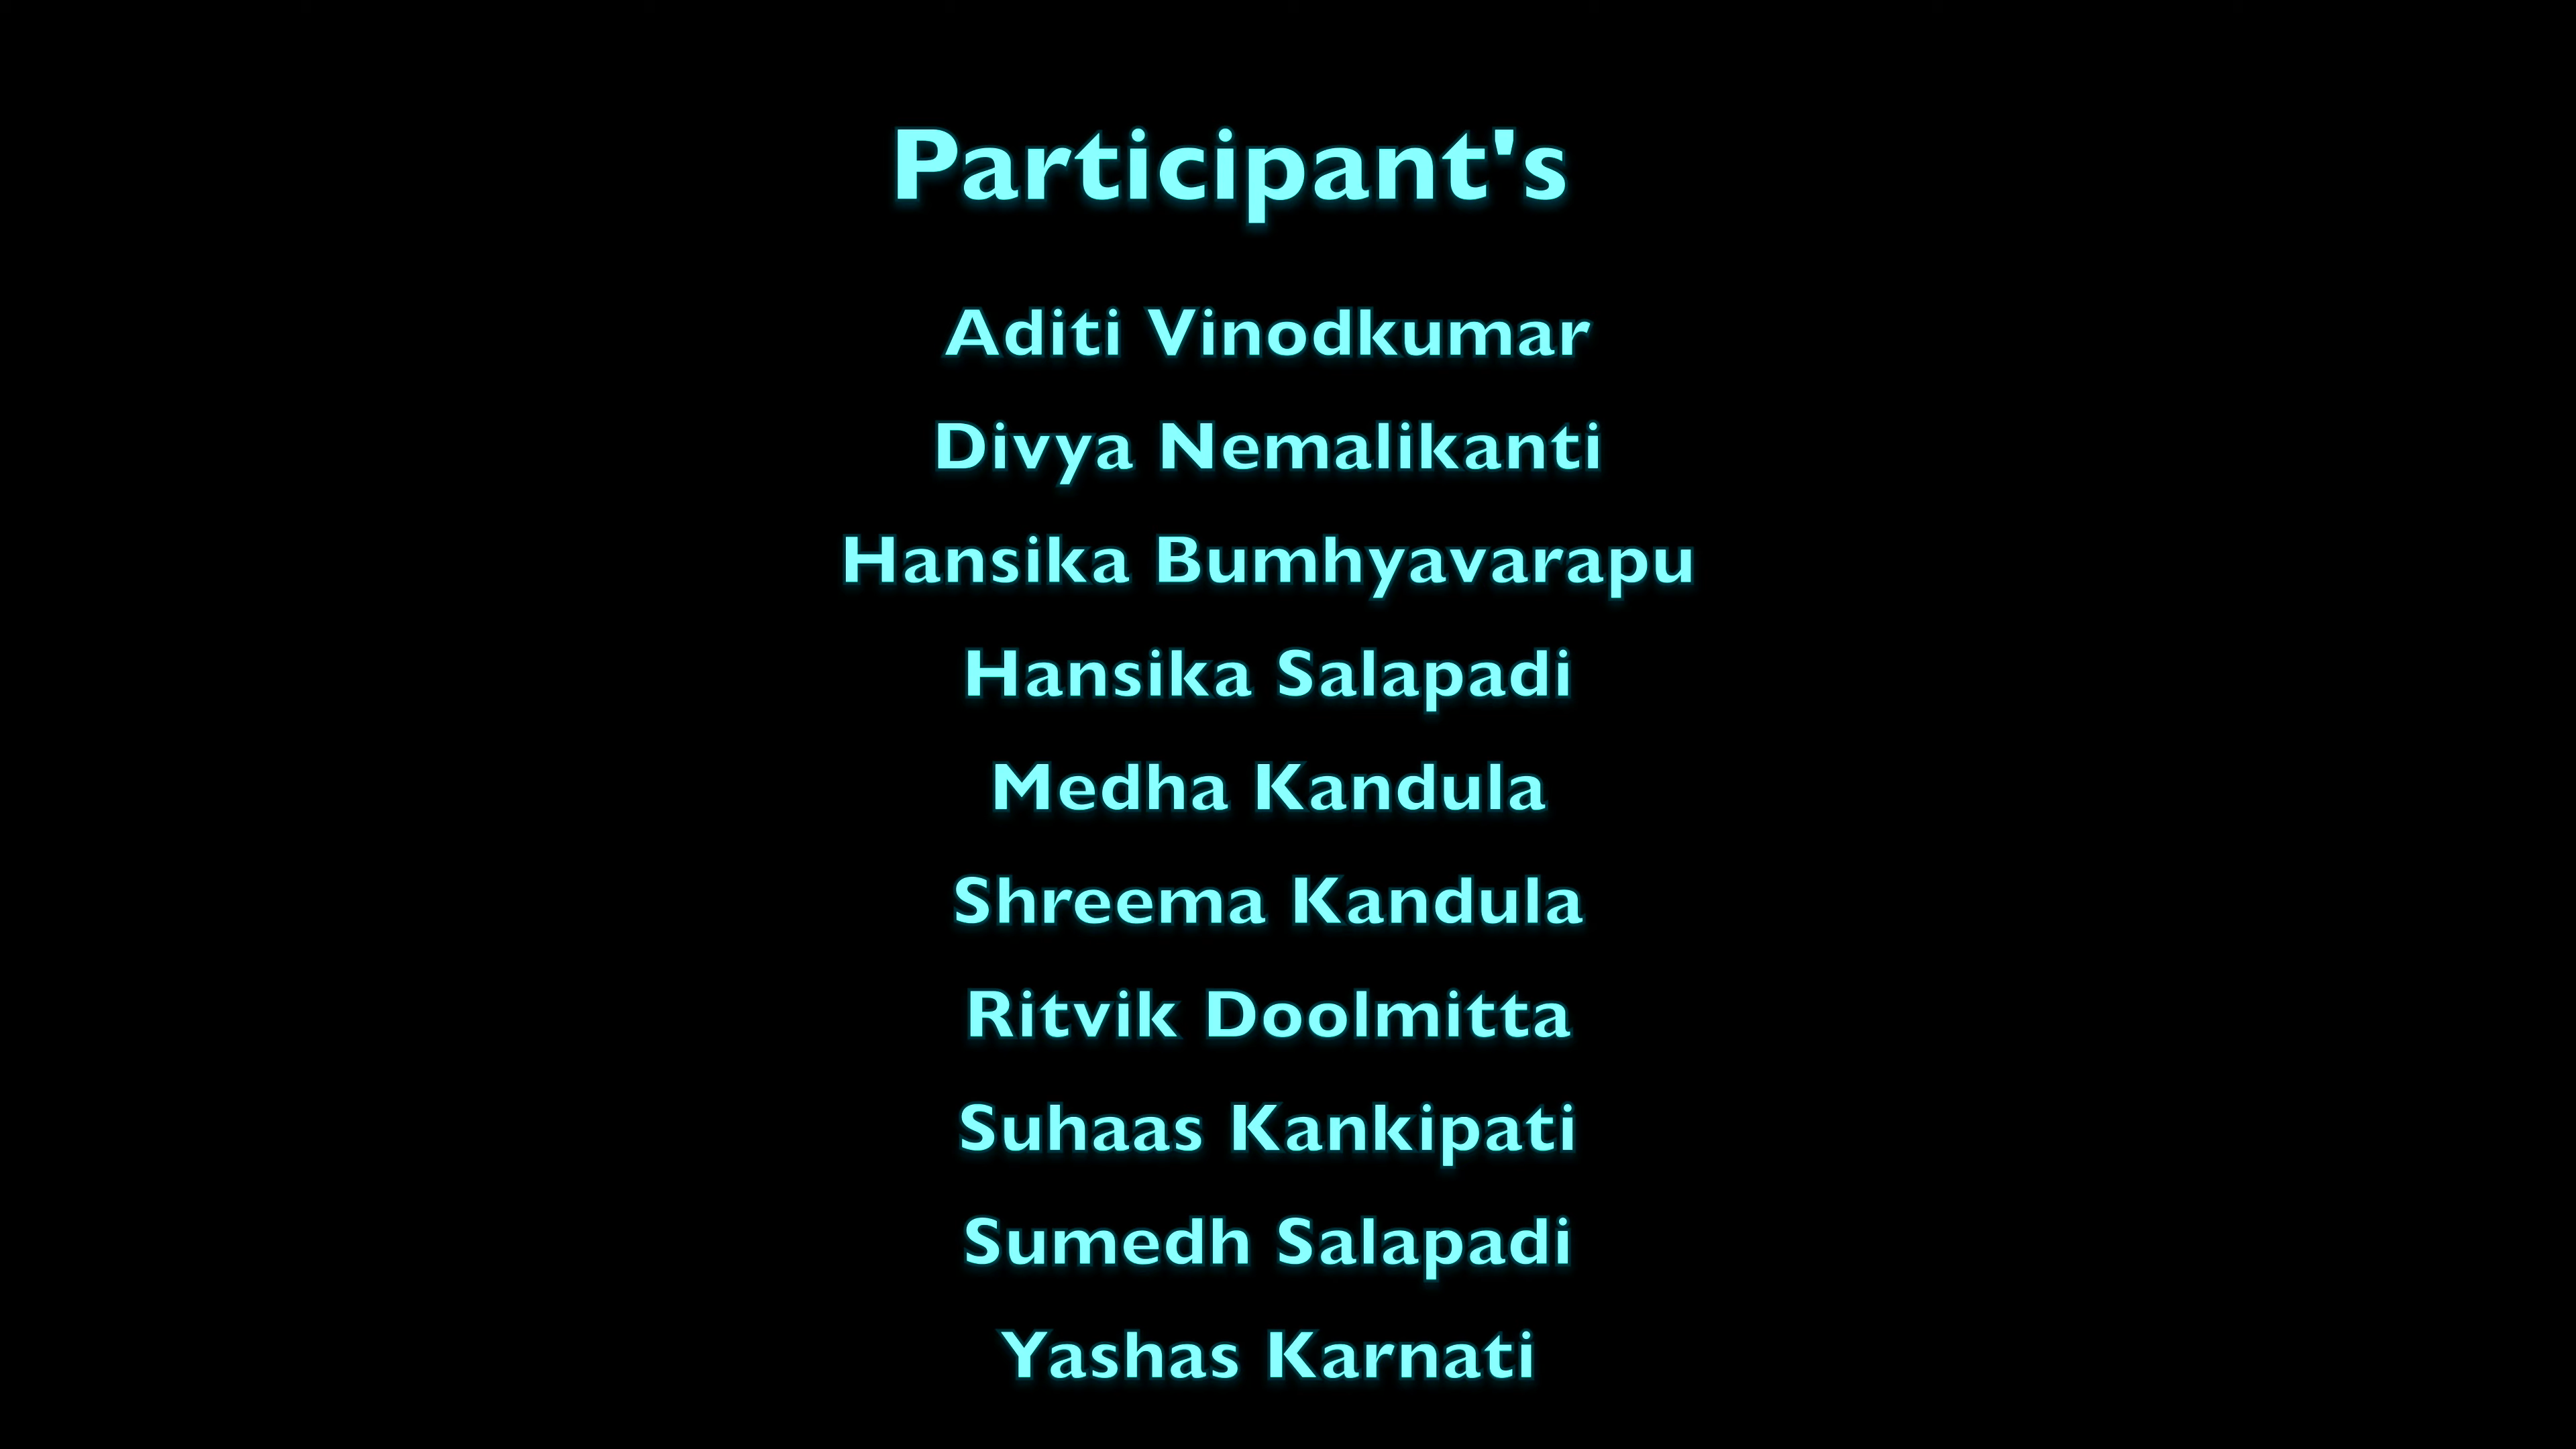 Participant's
Aditi Vinodkumar
Divya Nemalikanti
Hansika Bumhyavarapu
Hansika Salapadi
Medha Kandula
Shreema Kandula
Ritvik Doolmitta
Suhaas Kankipati
Sumedh Salapadi
Yashas Karnati